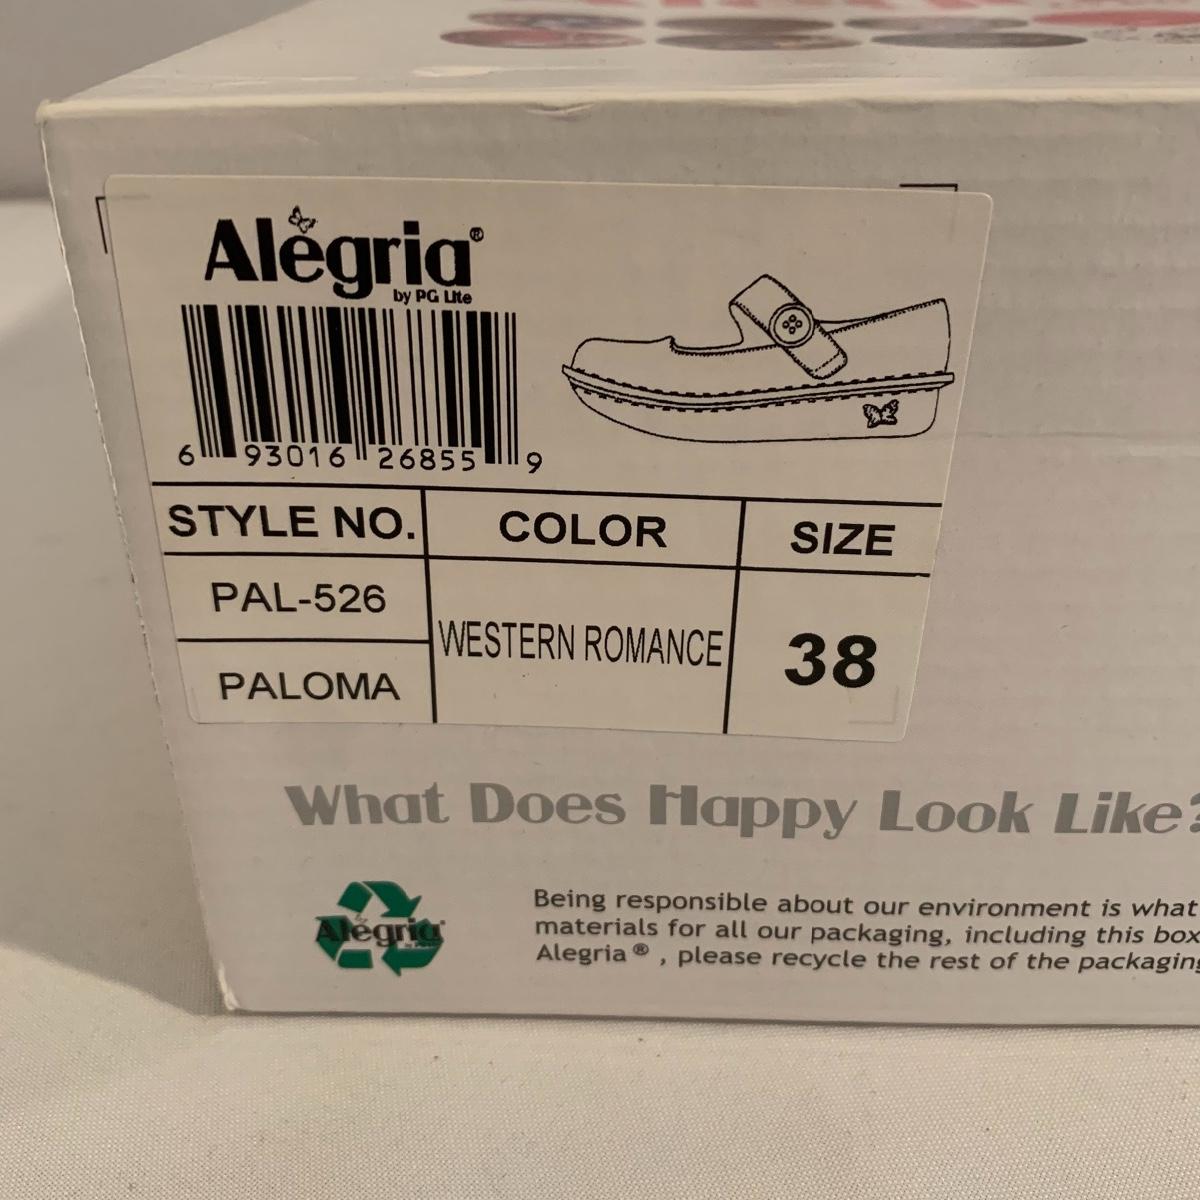 Alegria®
by PG Lite
6 93016 26855 9
STYLE NO. COLOR SIZE
PAL-526
WESTERN ROMANCE 38
PALOMA
What Does Happy Look Like?
Alegria
Being responsible about our environment is what
materials for all our packaging, including this box
Alegria®, please recycle the rest of the packaging